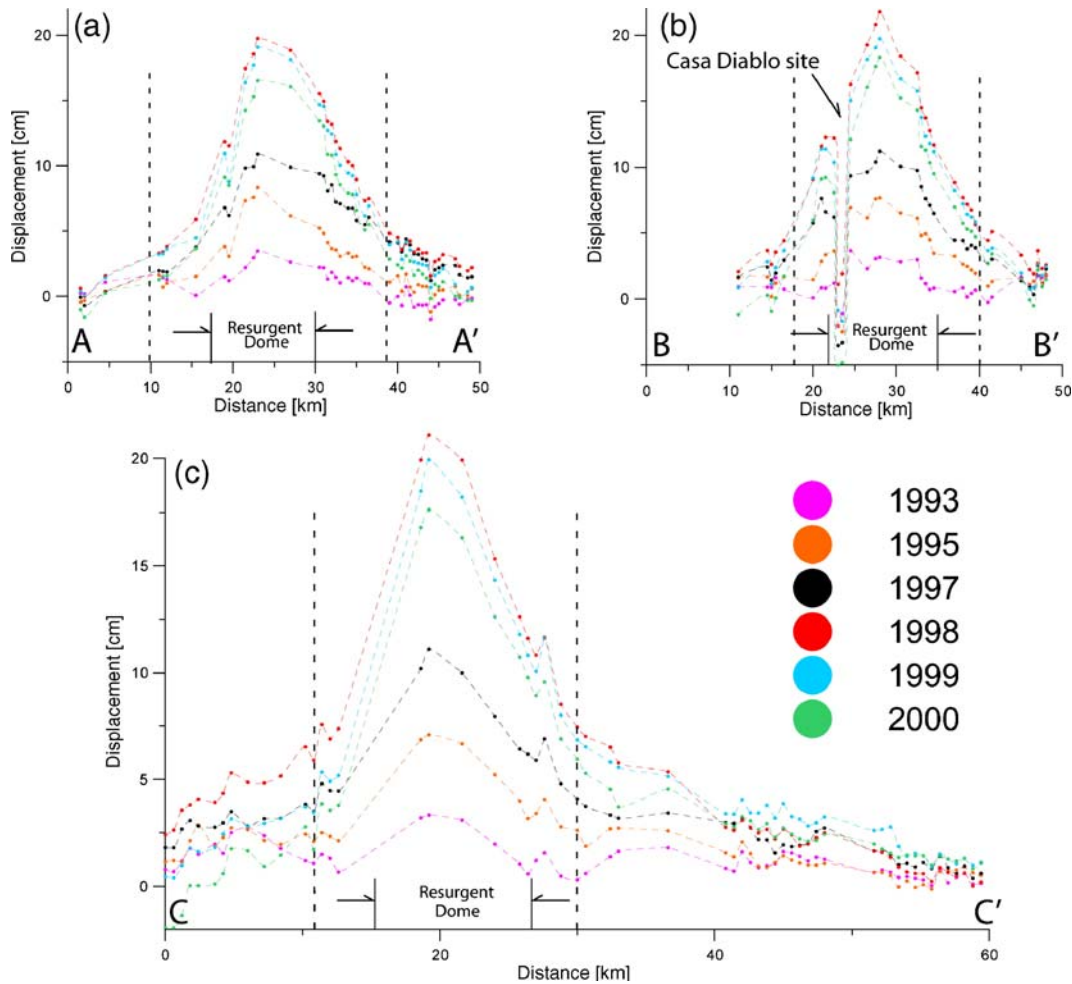 (a)
20
10
0
Displacement [cm]
A
A′
Resurgent
Dome
0
10
20
30
40
50
Distance [km]
(b)
Casa Diablo site
20
10
0
Displacement [cm]
B
B′
Resurgent
Dome
0
10
20
30
40
50
Distance [km]
(c)
20
15
10
5
0
Displacement [cm]
C
C′
Resurgent
Dome
0
20
40
60
Distance [km]
1993
1995
1997
1998
1999
2000